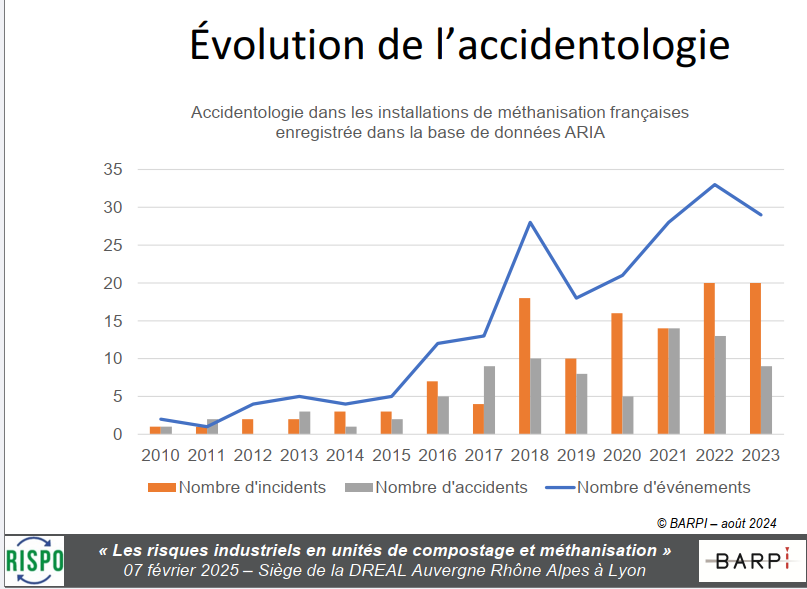 Évolution de l’accidentologie
Accidentologie dans les installations de méthanisation françaises
enregistrée dans la base de données ARIA
35
30
25
20
15
10
5
0
2010 2011 2012 2013 2014 2015 2016 2017 2018 2019 2020 2021 2022 2023
Nombre d'incidents Nombre d'accidents Nombre d'événements
© BARPI – août 2024
RISPO
« Les risques industriels en unités de compostage et méthanisation »
07 février 2025 – Siège de la DREAL Auvergne Rhône Alpes à Lyon
BARPI